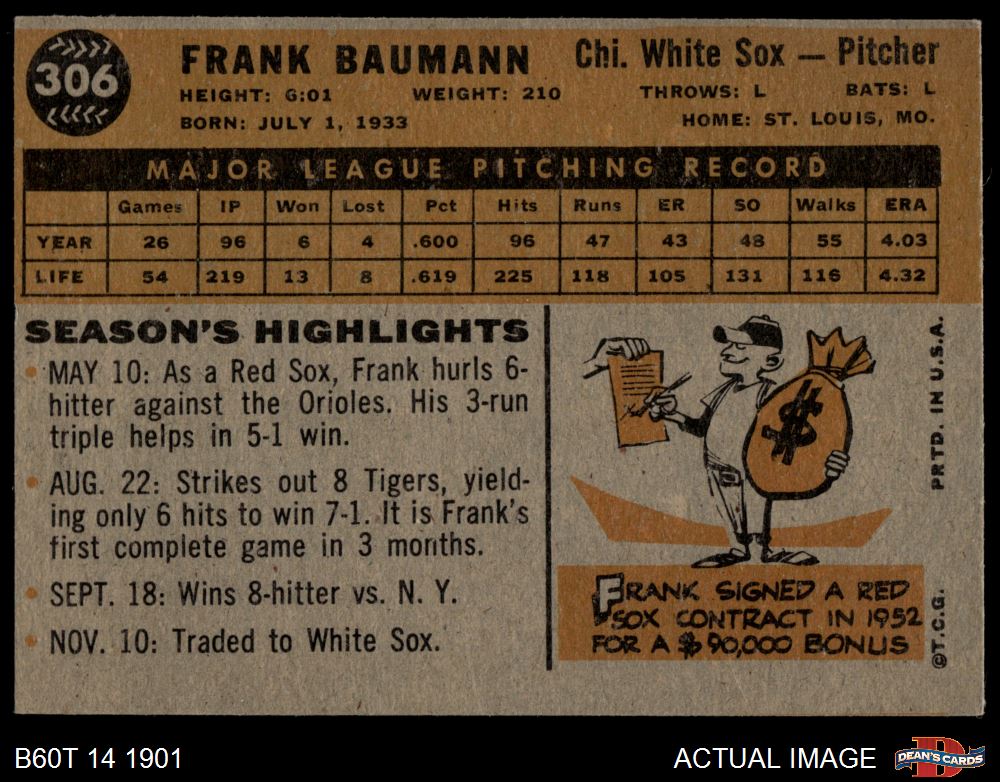 306
FRANK BAUMANN
Chi. White Sox — Pitcher
HEIGHT: 6:01 WEIGHT: 210 THROWS: L BATS: L
BORN: JULY 1, 1933 HOME: ST. LOUIS, MO.
MAJOR LEAGUE PITCHING RECORD
Games IP Won Lost Pct Hits Runs ER SO Walks ERA
YEAR 26 96 6 4 .600 96 47 43 48 55 4.03
LIFE 54 219 13 8 .619 225 118 105 131 116 4.32
SEASON'S HIGHLIGHTS
• MAY 10: As a Red Sox, Frank hurls 6-
hitter against the Orioles. His 3-run
triple helps in 5-1 win.
• AUG. 22: Strikes out 8 Tigers, yield-
ing only 6 hits to win 7-1. It is Frank's
first complete game in 3 months.
• SEPT. 18: Wins 8-hitter vs. N. Y.
• NOV. 10: Traded to White Sox.
$
FRANK SIGNED A RED
SOX CONTRACT IN 1952
FOR A $90,000 BONUS
©T.C.G. PRTD. IN U.S.A.
B60T 14 1901
ACTUAL IMAGE
D
DEAN'S CARDS